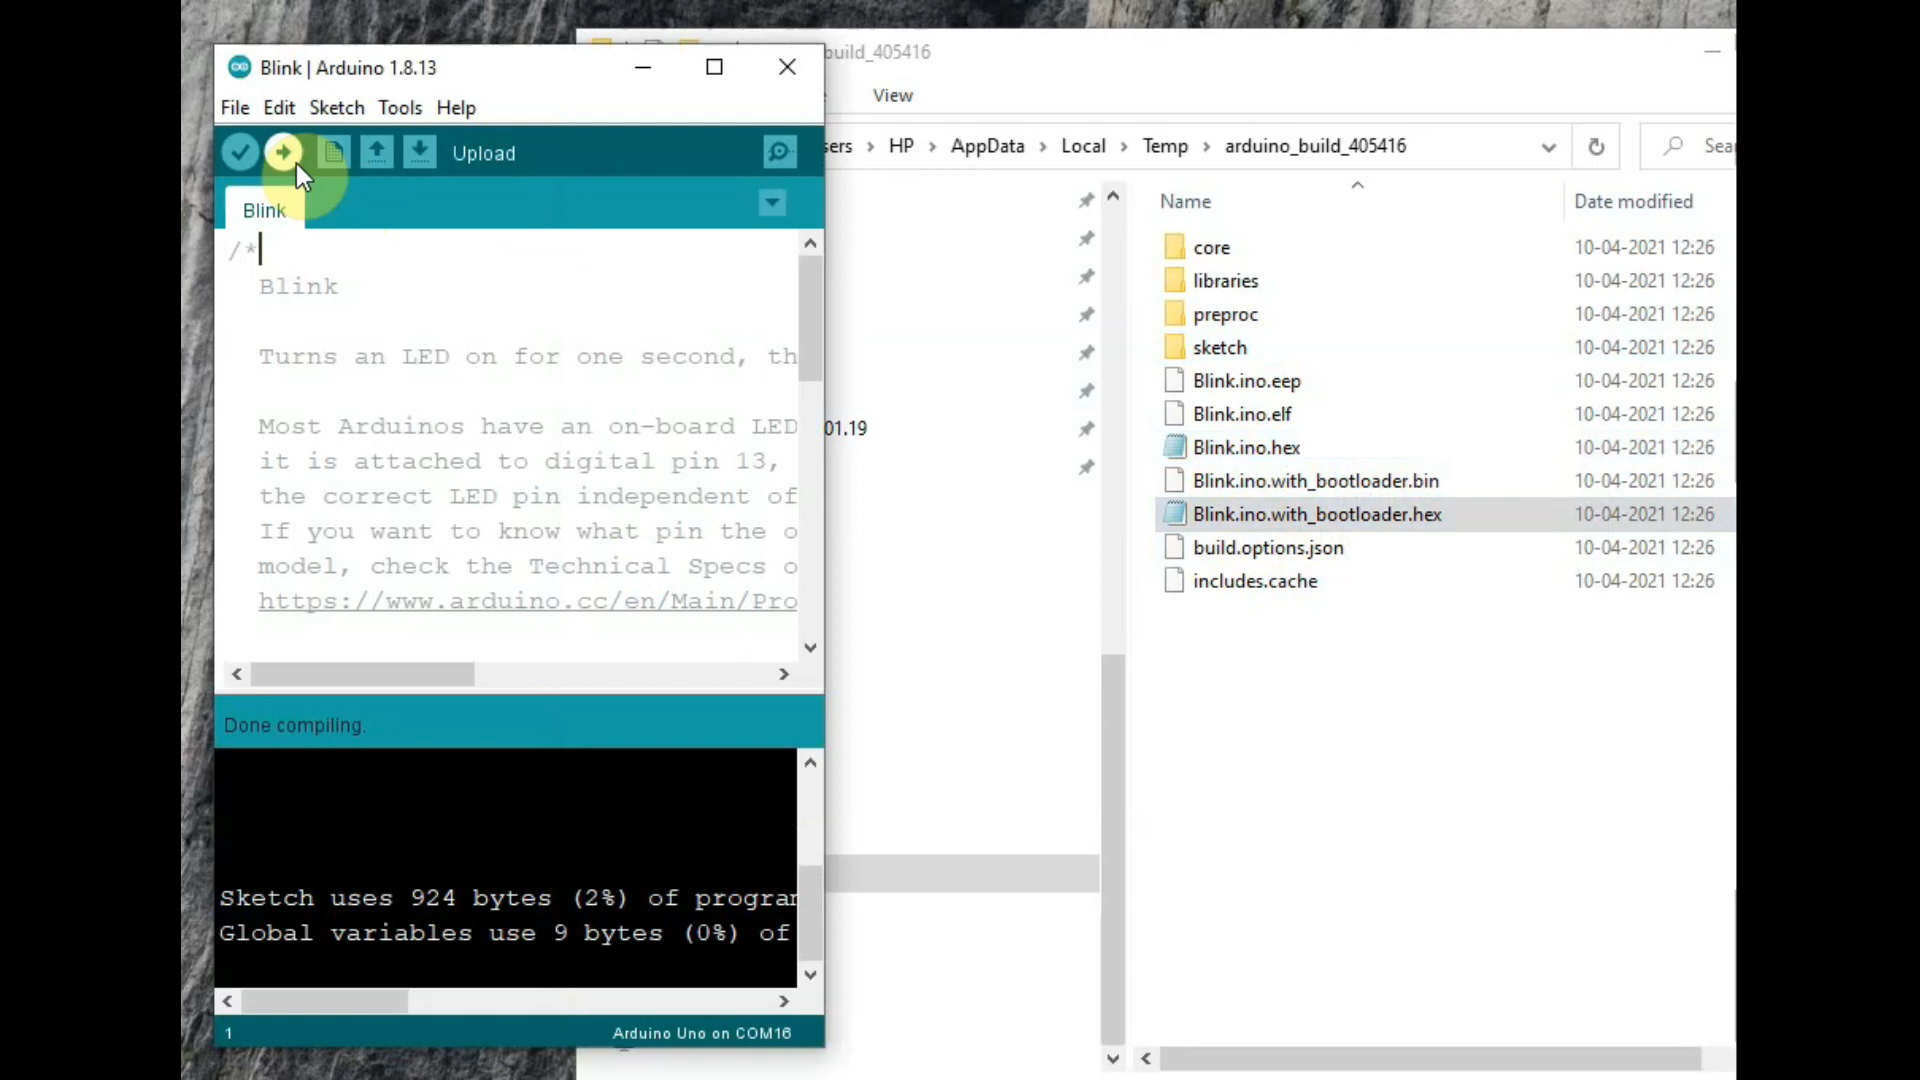 Blink | Arduino 1.8.13
File Edit Sketch Tools Help
Upload
Blink
/*
Blink
Turns an LED on for one second, th
Most Arduinos have an on-board LED
it is attached to digital pin 13,
the correct LED pin independent of
If you want to know what pin the o
model, check the Technical Specs o
https://www.arduino.cc/en/Main/Pro
Done compiling.
Sketch uses 924 bytes (2%) of program
Global variables use 9 bytes (0%) of
1
Arduino Uno on COM16
build_405416
View
sers > HP > AppData > Local > Temp > arduino_build_405416
Sea
01.19
Name Date modified
core 10-04-2021 12:26
libraries 10-04-2021 12:26
preproc 10-04-2021 12:26
sketch 10-04-2021 12:26
Blink.ino.eep 10-04-2021 12:26
Blink.ino.elf 10-04-2021 12:26
Blink.ino.hex 10-04-2021 12:26
Blink.ino.with_bootloader.bin 10-04-2021 12:26
Blink.ino.with_bootloader.hex 10-04-2021 12:26
build.options.json 10-04-2021 12:26
includes.cache 10-04-2021 12:26